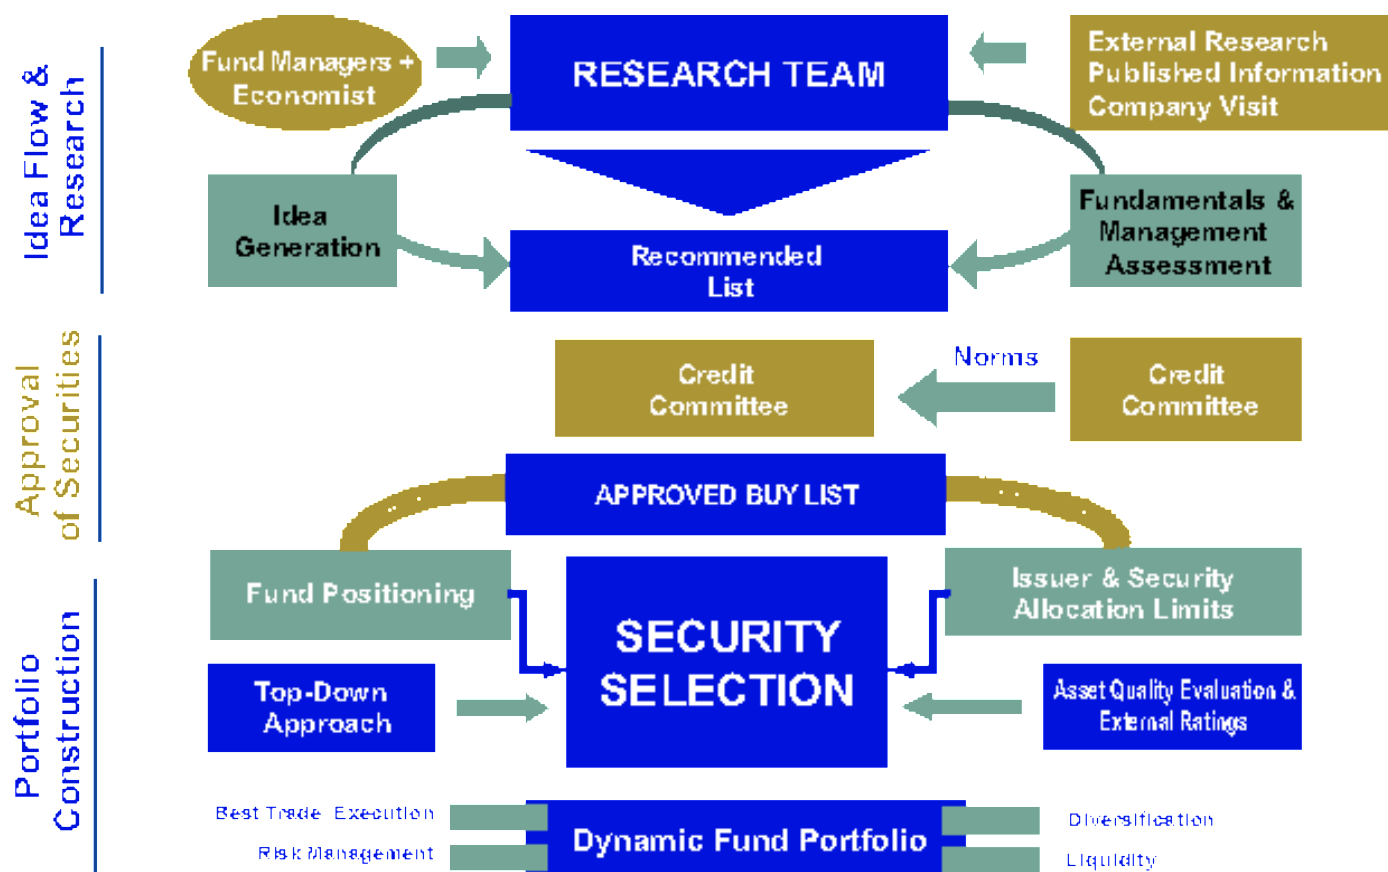 Idea Flow &
Research
Fund Managers +
Economist
RESEARCH TEAM
External Research
Published Information
Company Visit
Idea
Generation
Recommended
List
Fundamentals &
Management
Assessment
Approval
of Securities
Credit
Committee
Norms
Credit
Committee
APPROVED BUY LIST
Portfolio
Construction
Fund Positioning
SECURITY
SELECTION
Issuer & Security
Allocation Limits
Top-Down
Approach
Asset Quality Evaluation &
External Ratings
Best Trade Execution
Risk Management
Dynamic Fund Portfolio
Diversification
Liquidity